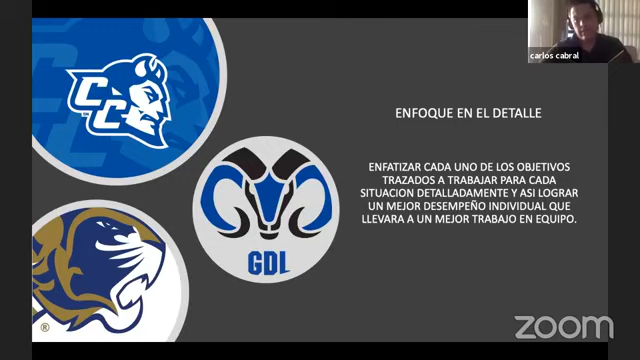 carlos cabral
CC
ENFOQUE EN EL DETALLE
ENFATIZAR CADA UNO DE LOS OBJETIVOS
TRAZADOS A TRABAJAR PARA CADA
SITUACION DETALLADAMENTE Y ASI LOGRAR
UN MEJOR DESEMPEÑO INDIVIDUAL QUE
LLEVARA A UN MEJOR TRABAJO EN EQUIPO.
GDL
®
zoom